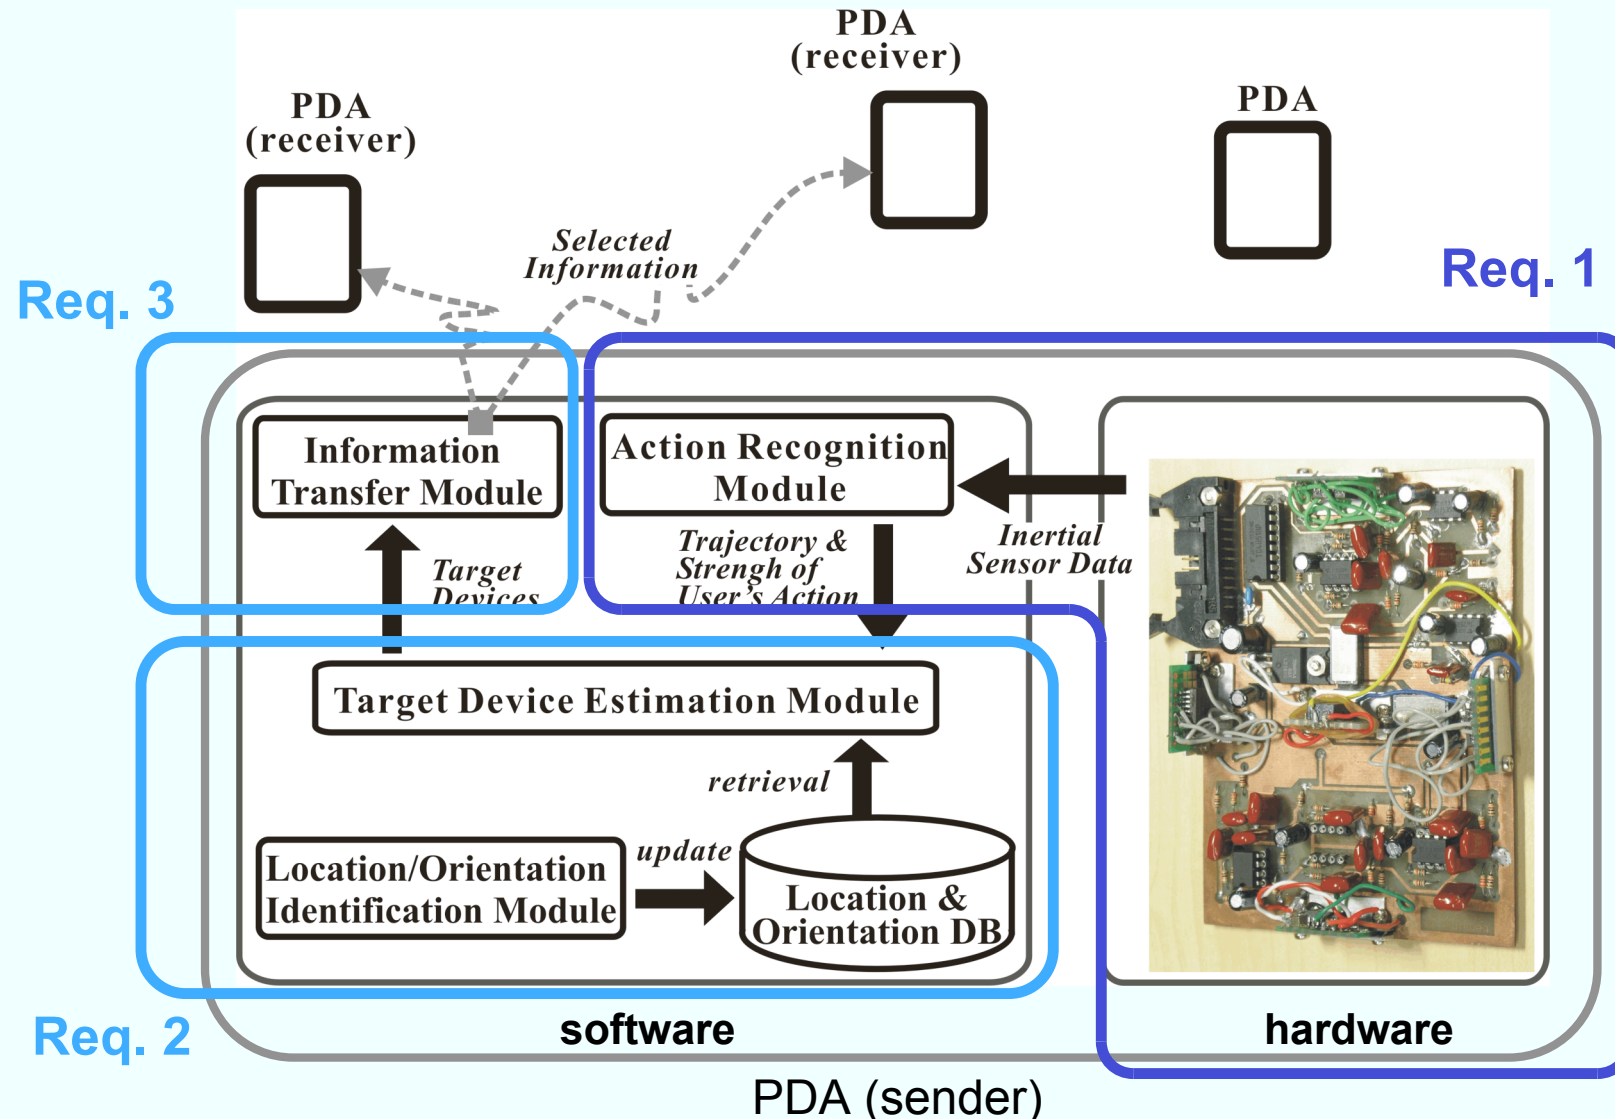 PDA
(receiver)
PDA
(receiver)
PDA
Selected
Information
Req. 1
Req. 3
Information
Transfer Module
Action Recognition
Module
Inertial
Sensor Data
Trajectory &
Strengh of
User's Action
Target
Devices
Target Device Estimation Module
retrieval
Location/Orientation
Identification Module
update
Location &
Orientation DB
Req. 2
software
hardware
PDA (sender)